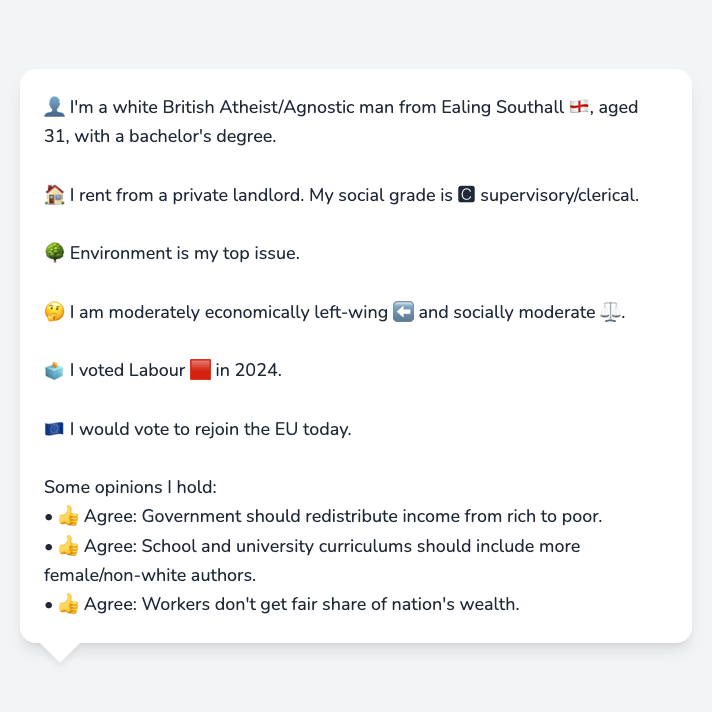 👤 I'm a white British Atheist/Agnostic man from Ealing Southall 🏴󠁧󠁢󠁥󠁮󠁧󠁿, aged
31, with a bachelor's degree.
🏠 I rent from a private landlord. My social grade is 🅲 supervisory/clerical.
🌳 Environment is my top issue.
🤔 I am moderately economically left-wing ⬅️ and socially moderate ⚖️.
🗳️ I voted Labour 🟥 in 2024.
🇪🇺 I would vote to rejoin the EU today.
Some opinions I hold:
• 👍 Agree: Government should redistribute income from rich to poor.
• 👍 Agree: School and university curriculums should include more
female/non-white authors.
• 👍 Agree: Workers don't get fair share of nation's wealth.